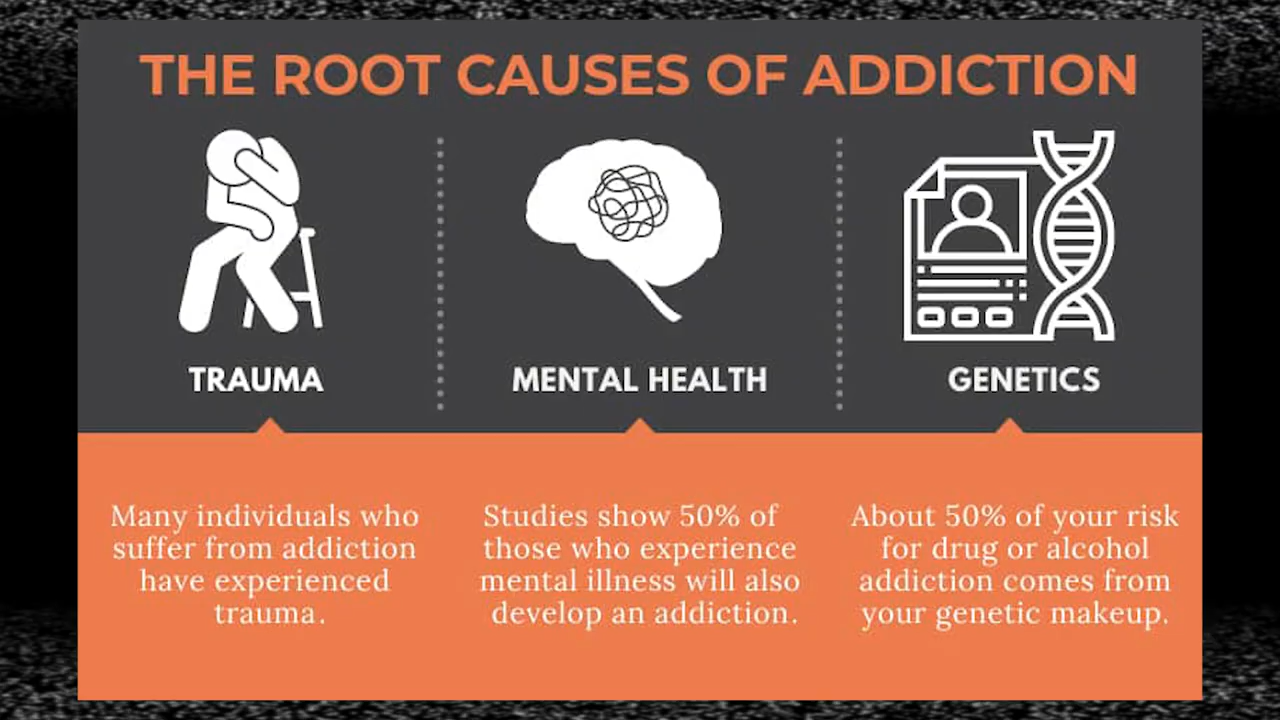 THE ROOT CAUSES OF ADDICTION
TRAUMA
Many individuals who
suffer from addiction
have experienced
trauma.
MENTAL HEALTH
Studies show 50% of
those who experience
mental illness will also
develop an addiction.
GENETICS
About 50% of your risk
for drug or alcohol
addiction comes from
your genetic makeup.